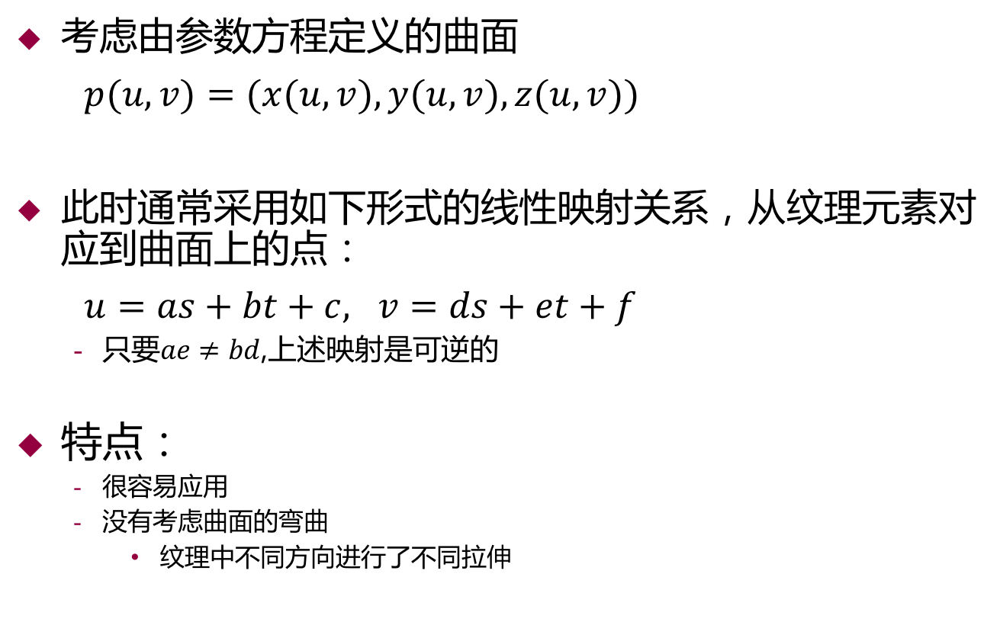 ◆ 考虑由参数方程定义的曲面
p(u,v) = (x(u,v),y(u,v),z(u,v))
◆ 此时通常采用如下形式的线性映射关系，从纹理元素对
应到曲面上的点：
u = as + bt + c, v = ds + et + f
- 只要ae ≠ bd,上述映射是可逆的
◆ 特点：
- 很容易应用
- 没有考虑曲面的弯曲
• 纹理中不同方向进行了不同拉伸